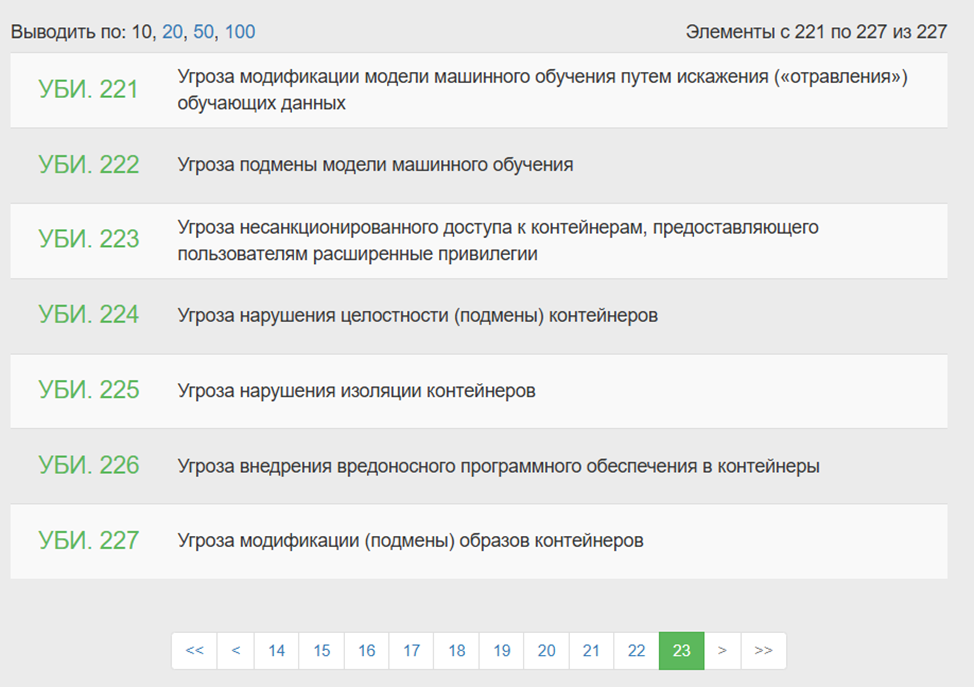 Выводить по: 10, 20, 50, 100
Элементы с 221 по 227 из 227
УБИ. 221
Угроза модификации модели машинного обучения путем искажения («отравления»)
обучающих данных
УБИ. 222
Угроза подмены модели машинного обучения
УБИ. 223
Угроза несанкционированного доступа к контейнерам, предоставляющего
пользователям расширенные привилегии
УБИ. 224
Угроза нарушения целостности (подмены) контейнеров
УБИ. 225
Угроза нарушения изоляции контейнеров
УБИ. 226
Угроза внедрения вредоносного программного обеспечения в контейнеры
УБИ. 227
Угроза модификации (подмены) образов контейнеров
<< < 14 15 16 17 18 19 20 21 22 23 > >>